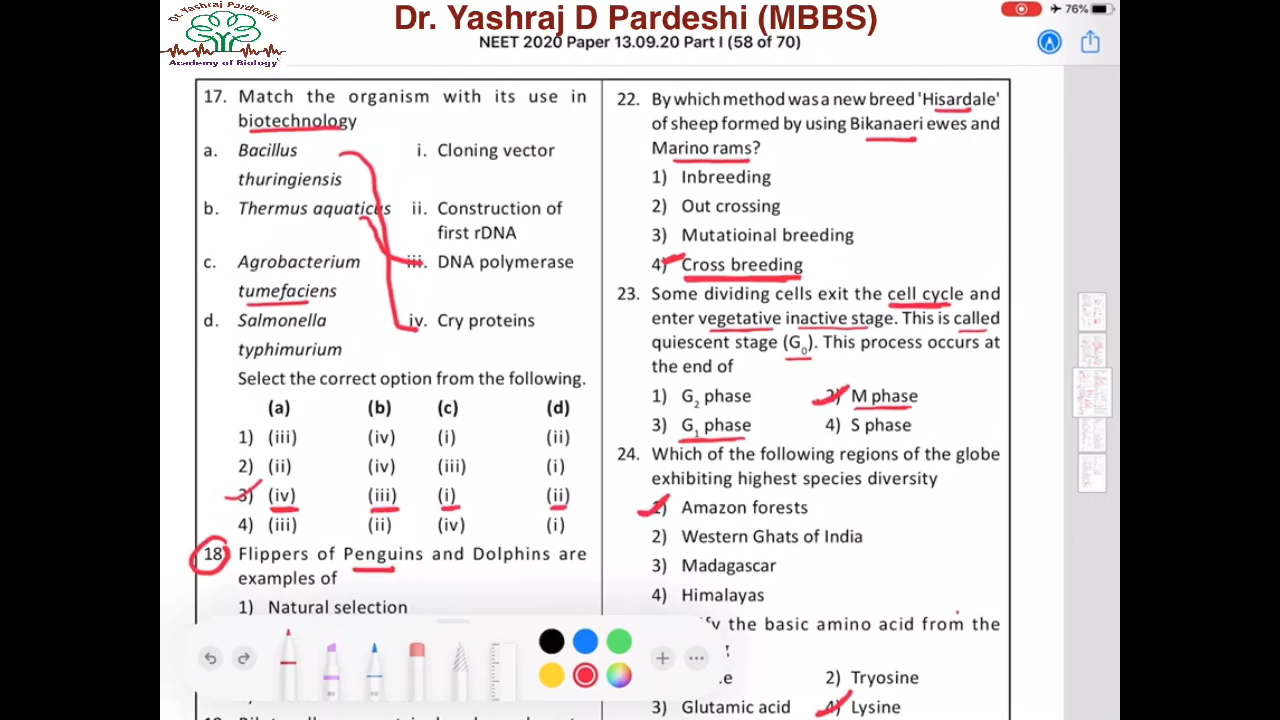 Dr. Yashraj Pardeshi's
Academy of Biology
Dr. Yashraj D Pardeshi (MBBS)
NEET 2020 Paper 13.09.20 Part I (58 of 70)
76%
17. Match the organism with its use in
biotechnology
a. Bacillus i. Cloning vector
thuringiensis
b. Thermus aquaticus ii. Construction of
first rDNA
c. Agrobacterium iii. DNA polymerase
tumefaciens
d. Salmonella iv. Cry proteins
typhimurium
Select the correct option from the following.
(a) (b) (c) (d)
1) (iii) (iv) (i) (ii)
2) (ii) (iv) (iii) (i)
3) (iv) (iii) (i) (ii)
4) (iii) (ii) (iv) (i)
18 Flippers of Penguins and Dolphins are
examples of
1) Natural selection
22. By which method was a new breed 'Hisardale'
of sheep formed by using Bikanaeri ewes and
Marino rams?
1) Inbreeding
2) Out crossing
3) Mutatioinal breeding
4) Cross breeding
23. Some dividing cells exit the cell cycle and
enter vegetative inactive stage. This is called
quiescent stage (G0). This process occurs at
the end of
1) G2 phase 2) M phase
3) G1 phase 4) S phase
24. Which of the following regions of the globe
exhibiting highest species diversity
1) Amazon forests
2) Western Ghats of India
3) Madagascar
4) Himalayas
the basic amino acid from the
2) Tryosine
3) Glutamic acid 4) Lysine